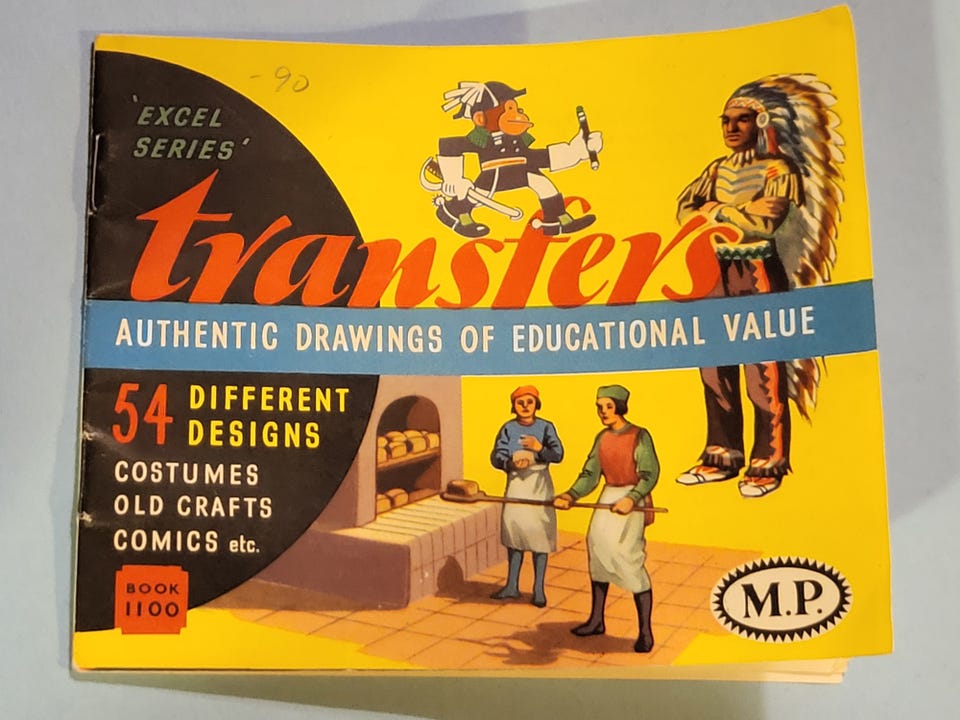 -90
'EXCEL
SERIES'
transfers
AUTHENTIC DRAWINGS OF EDUCATIONAL VALUE
54 DIFFERENT
DESIGNS
COSTUMES
OLD CRAFTS
COMICS etc.
BOOK
1100
M.P.